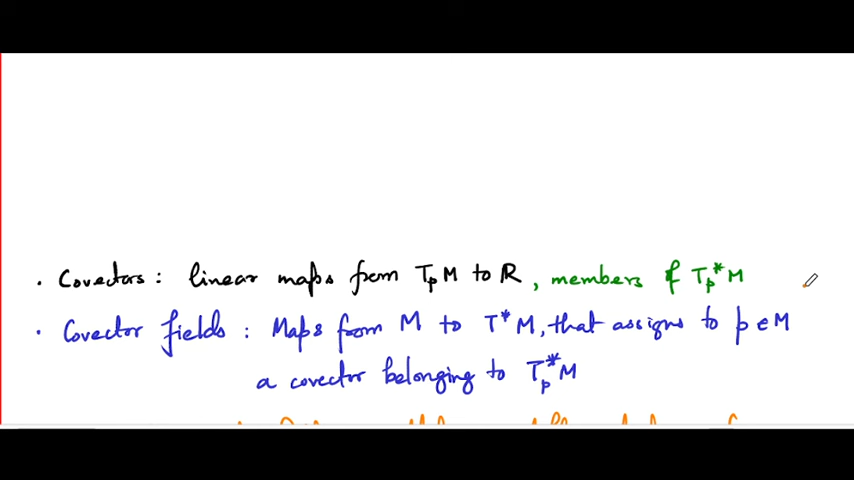 . Covectors : linear maps from TₚM to ℝ, members of Tₚ*M
. Covector fields : Maps from M to T*M, that assigns to p ∈ M
a covector belonging to Tₚ*M